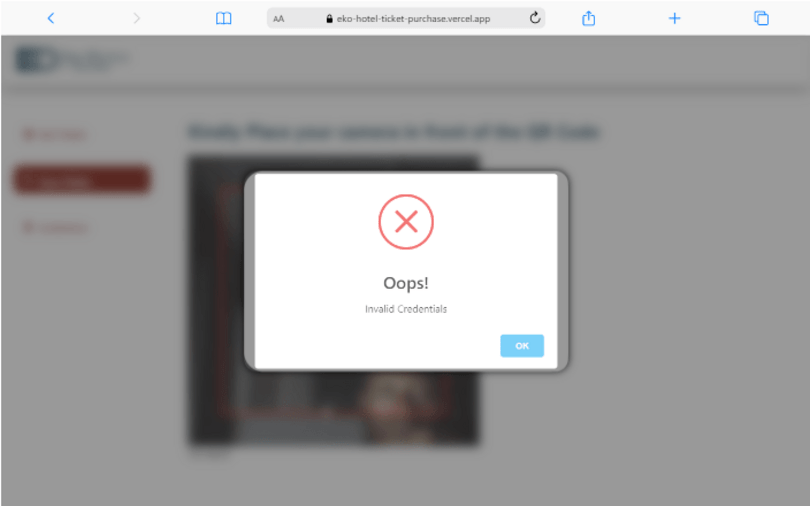 AA eko-hotel-ticket-purchase.vercel.app
Kindly Place your camera in front of the QR Code
Oops!
Invalid Credentials
OK